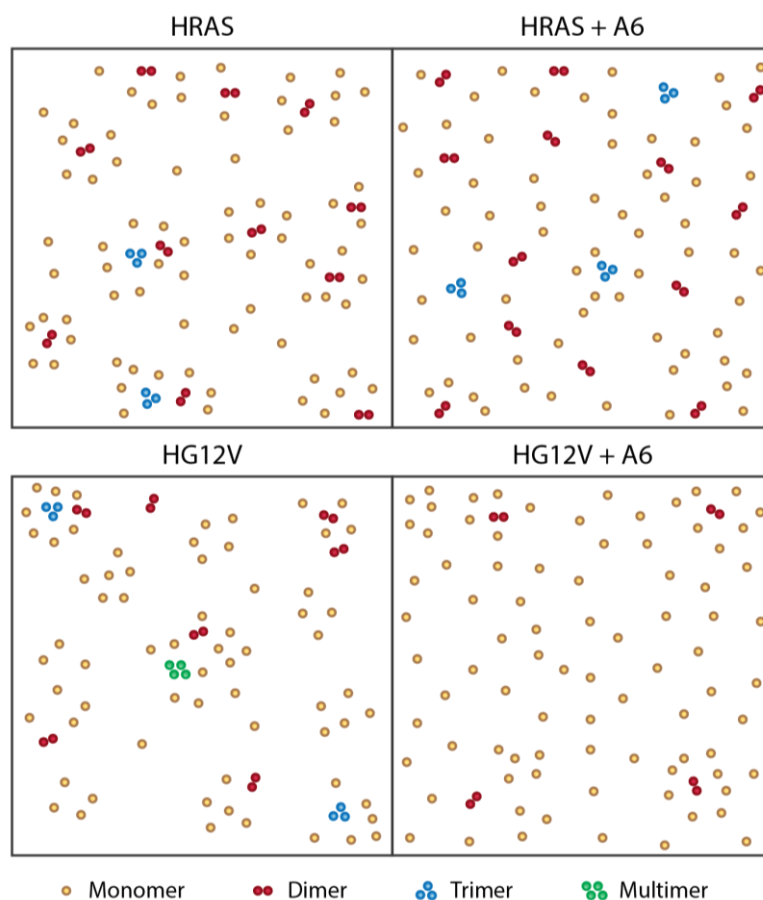 HRAS
HRAS + A6
HG12V
HG12V + A6
Monomer
Dimer
Trimer
Multimer